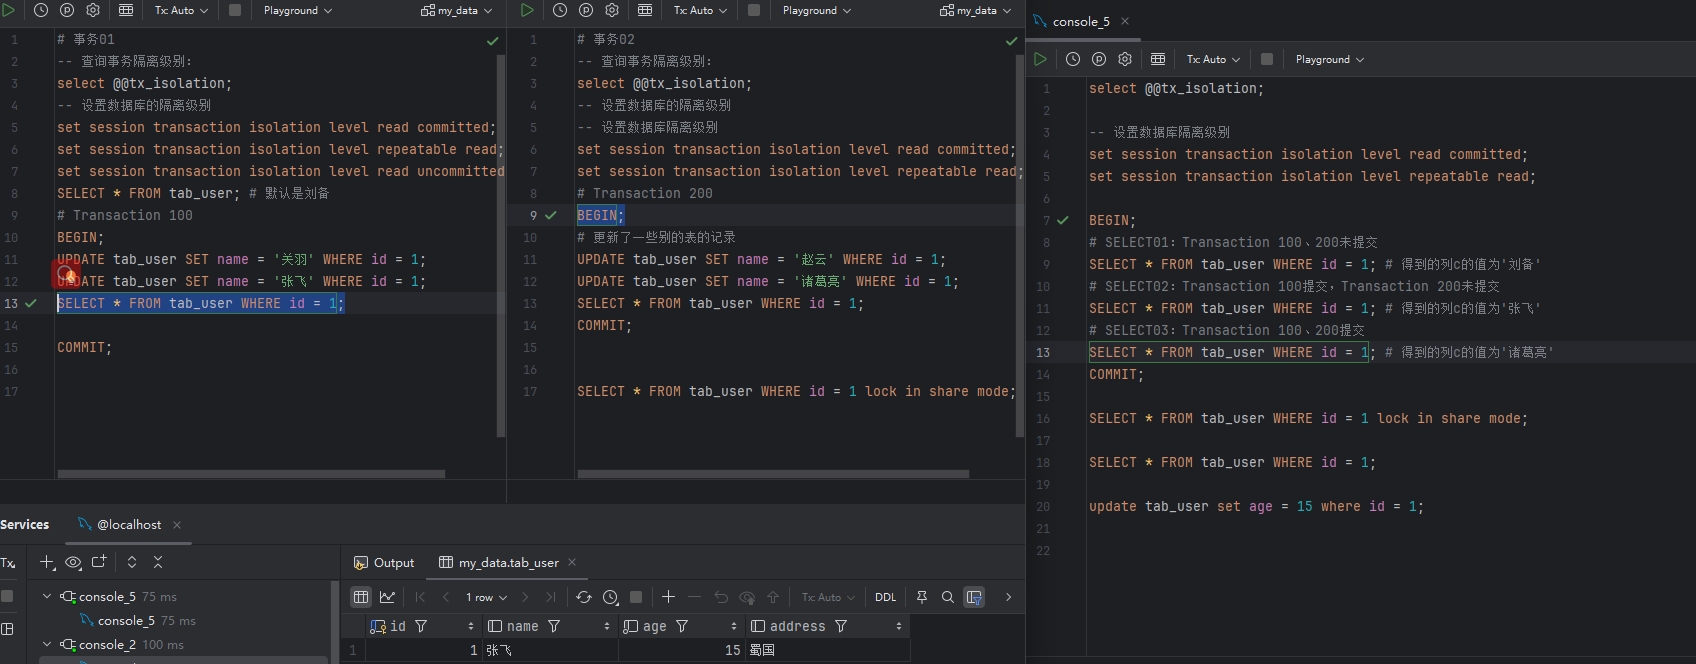 Tx: Auto
Playground
my_data
1 # 事务01
2 -- 查询事务隔离级别：
3 select @@tx_isolation;
4 -- 设置数据库的隔离级别
5 set session transaction isolation level read committed;
6 set session transaction isolation level repeatable read;
7 set session transaction isolation level read uncommitted
8 SELECT * FROM tab_user; # 默认是刘备
9 # Transaction 100
10 BEGIN;
11 UPDATE tab_user SET name = '关羽' WHERE id = 1;
12 UPDATE tab_user SET name = '张飞' WHERE id = 1;
13 SELECT * FROM tab_user WHERE id = 1;
14
15 COMMIT;
16
17
Tx: Auto
Playground
my_data
1 # 事务02
2 -- 查询事务隔离级别：
3 select @@tx_isolation;
4 -- 设置数据库的隔离级别
5 -- 设置数据库隔离级别
6 set session transaction isolation level read committed;
7 set session transaction isolation level repeatable read;
8 # Transaction 200
9 BEGIN;
10 # 更新了一些别的表的记录
11 UPDATE tab_user SET name = '赵云' WHERE id = 1;
12 UPDATE tab_user SET name = '诸葛亮' WHERE id = 1;
13 SELECT * FROM tab_user WHERE id = 1;
14 COMMIT;
15
16
17 SELECT * FROM tab_user WHERE id = 1 lock in share mode;
console_5
Tx: Auto
Playground
1 select @@tx_isolation;
2
3 -- 设置数据库隔离级别
4 set session transaction isolation level read committed;
5 set session transaction isolation level repeatable read;
6
7 BEGIN;
8 # SELECT01：Transaction 100、200未提交
9 SELECT * FROM tab_user WHERE id = 1; # 得到的列c的值为'刘备'
10 # SELECT02：Transaction 100提交，Transaction 200未提交
11 SELECT * FROM tab_user WHERE id = 1; # 得到的列c的值为'张飞'
12 # SELECT03：Transaction 100、200提交
13 SELECT * FROM tab_user WHERE id = 1; # 得到的列c的值为'诸葛亮'
14 COMMIT;
15
16 SELECT * FROM tab_user WHERE id = 1 lock in share mode;
17
18 SELECT * FROM tab_user WHERE id = 1;
19
20 update tab_user set age = 15 where id = 1;
21
22
Services
@localhost
Tx
console_5 75 ms
console_5 75 ms
console_2 100 ms
Output
my_data.tab_user
1 row
Tx: Auto
DDL
id name age address
1 1 张飞 15 蜀国